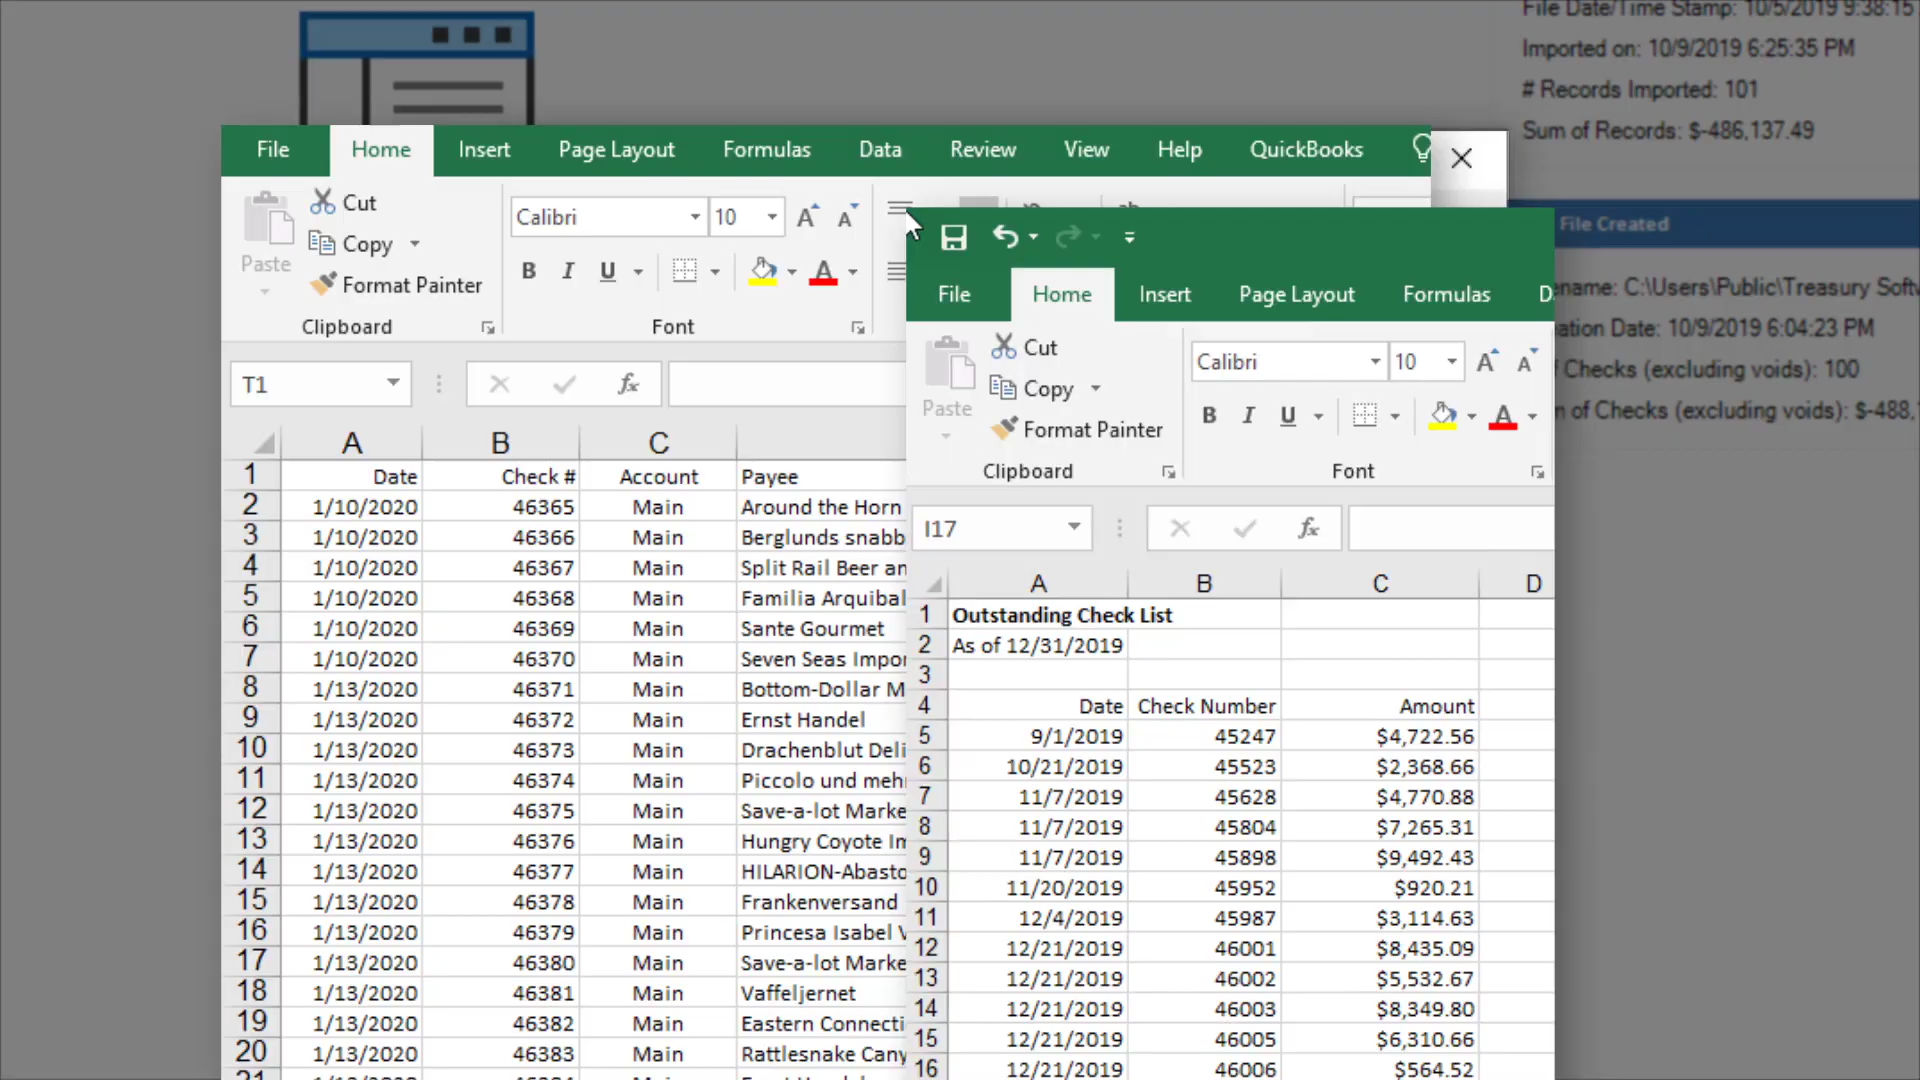 File Date/Time Stamp: 10/5/2019 9:38:15
Imported on: 10/9/2019 6:25:35 PM
# Records Imported: 101
Sum of Records: $-486,137.49
File Created
ename: C:\Users\Public\Treasury Softw
ation Date: 10/9/2019 6:04:23 PM
f Checks (excluding voids): 100
n of Checks (excluding voids): $-488,
File Home Insert Page Layout Formulas Data Review View Help QuickBooks
Cut
Copy
Format Painter
Paste
Clipboard
Calibri 10
B I U A
Font
T1 fx
A B C
1 Date Check # Account Payee
2 1/10/2020 46365 Main Around the Horn
3 1/10/2020 46366 Main Berglunds snabb
4 1/10/2020 46367 Main Split Rail Beer an
5 1/10/2020 46368 Main Familia Arquibal
6 1/10/2020 46369 Main Sante Gourmet
7 1/10/2020 46370 Main Seven Seas Impor
8 1/13/2020 46371 Main Bottom-Dollar M
9 1/13/2020 46372 Main Ernst Handel
10 1/13/2020 46373 Main Drachenblut Deli
11 1/13/2020 46374 Main Piccolo und mehr
12 1/13/2020 46375 Main Save-a-lot Marke
13 1/13/2020 46376 Main Hungry Coyote Im
14 1/13/2020 46377 Main HILARION-Abasto
15 1/13/2020 46378 Main Frankenversand
16 1/13/2020 46379 Main Princesa Isabel V
17 1/13/2020 46380 Main Save-a-lot Marke
18 1/13/2020 46381 Main Vaffeljernet
19 1/13/2020 46382 Main Eastern Connecti
20 1/13/2020 46383 Main Rattlesnake Cany
File Home Insert Page Layout Formulas D
Cut
Copy
Format Painter
Paste
Clipboard
Calibri 10
B I U A
Font
I17 fx
A B C D
1 Outstanding Check List
2 As of 12/31/2019
3
4 Date Check Number Amount
5 9/1/2019 45247 $4,722.56
6 10/21/2019 45523 $2,368.66
7 11/7/2019 45628 $4,770.88
8 11/7/2019 45804 $7,265.31
9 11/7/2019 45898 $9,492.43
10 11/20/2019 45952 $920.21
11 12/4/2019 45987 $3,114.63
12 12/21/2019 46001 $8,435.09
13 12/21/2019 46002 $5,532.67
14 12/21/2019 46003 $8,349.80
15 12/21/2019 46005 $6,310.66
16 12/21/2019 46006 $564.52